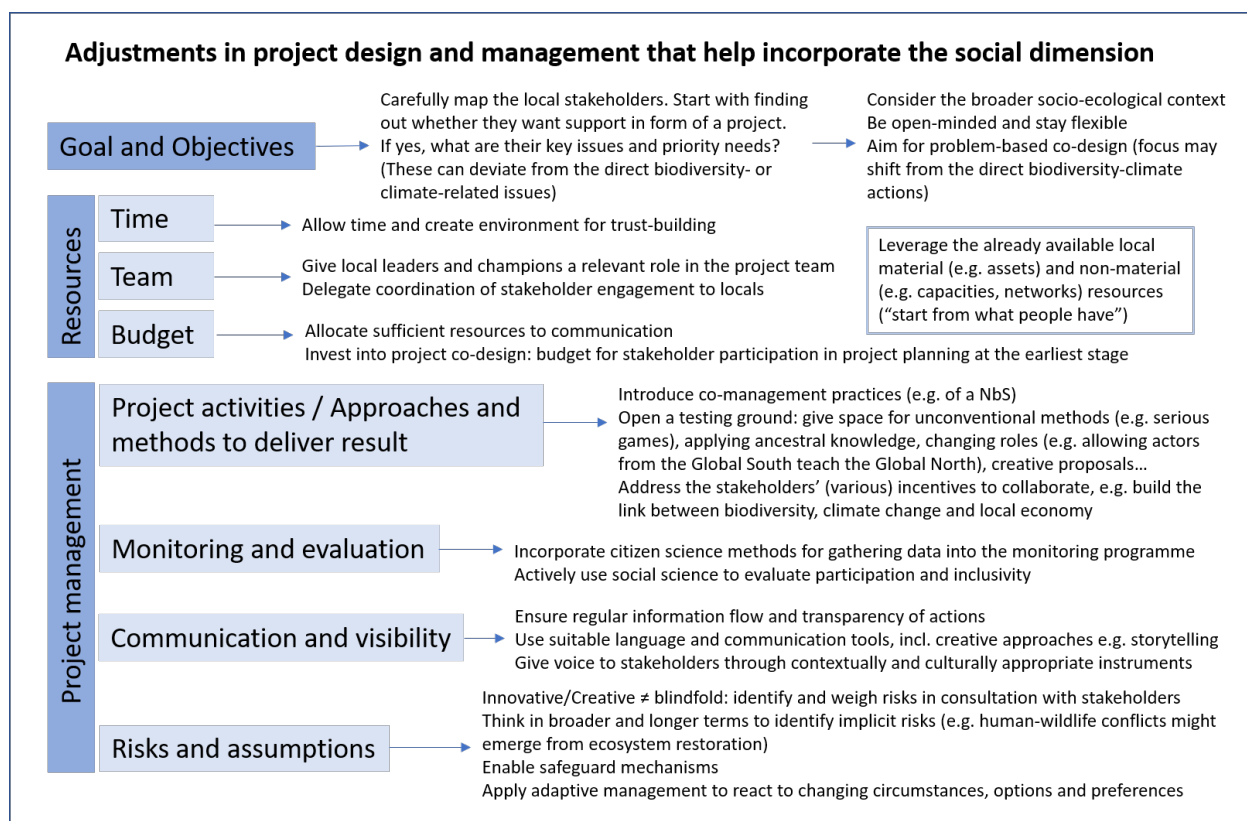 Adjustments in project design and management that help incorporate the social dimension
Goal and Objectives
Carefully map the local stakeholders. Start with finding
out whether they want support in form of a project.
If yes, what are their key issues and priority needs?
(These can deviate from the direct biodiversity- or
climate-related issues)
Consider the broader socio-ecological context
Be open-minded and stay flexible
Aim for problem-based co-design (focus may
shift from the direct biodiversity-climate
actions)
Resources
Time
Allow time and create environment for trust-building
Team
Give local leaders and champions a relevant role in the project team
Delegate coordination of stakeholder engagement to locals
Leverage the already available local
material (e.g. assets) and non-material
(e.g. capacities, networks) resources
(“start from what people have”)
Budget
Allocate sufficient resources to communication
Invest into project co-design: budget for stakeholder participation in project planning at the earliest stage
Project management
Project activities / Approaches and
methods to deliver result
Introduce co-management practices (e.g. of a NbS)
Open a testing ground: give space for unconventional methods (e.g. serious
games), applying ancestral knowledge, changing roles (e.g. allowing actors
from the Global South teach the Global North), creative proposals…
Address the stakeholders’ (various) incentives to collaborate, e.g. build the
link between biodiversity, climate change and local economy
Monitoring and evaluation
Incorporate citizen science methods for gathering data into the monitoring programme
Actively use social science to evaluate participation and inclusivity
Communication and visibility
Ensure regular information flow and transparency of actions
Use suitable language and communication tools, incl. creative approaches e.g. storytelling
Give voice to stakeholders through contextually and culturally appropriate instruments
Risks and assumptions
Innovative/Creative ≠ blindfold: identify and weigh risks in consultation with stakeholders
Think in broader and longer terms to identify implicit risks (e.g. human-wildlife conflicts might
emerge from ecosystem restoration)
Enable safeguard mechanisms
Apply adaptive management to react to changing circumstances, options and preferences